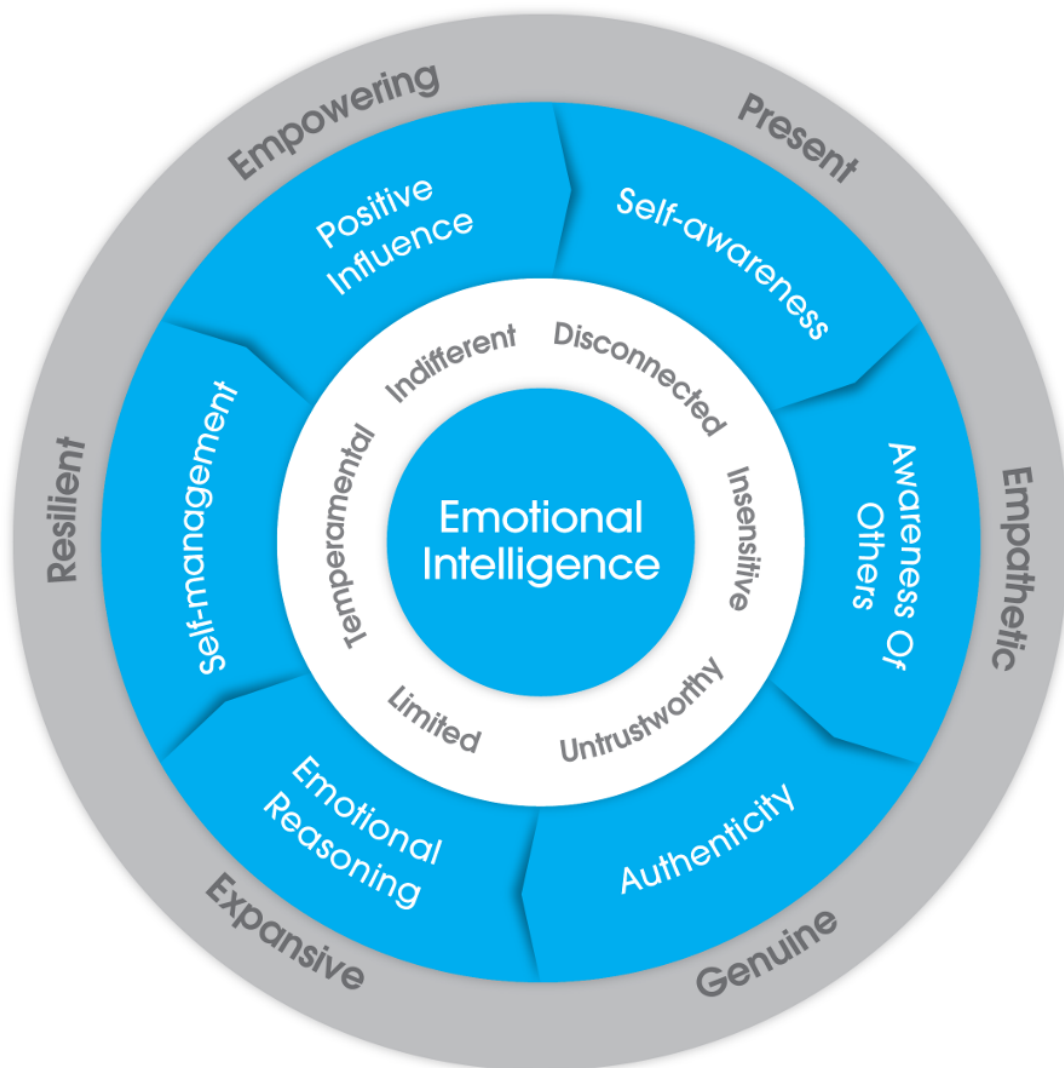 Empowering
Present
Empathetic
Genuine
Expansive
Resilient
Positive
Influence
Self-awareness
Awareness Of
Others
Authenticity
Emotional
Reasoning
Self-management
Indifferent
Disconnected
Insensitive
Untrustworthy
Limited
Temperamental
Emotional
Intelligence